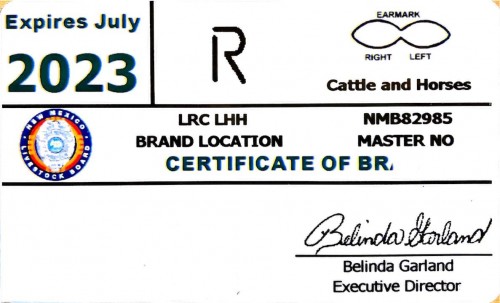 Expires July
2023
R
EARMARK
RIGHT LEFT
Cattle and Horses
NEW MEXICO
LIVESTOCK BOARD
LRC LHH
BRAND LOCATION
NMB82985
MASTER NO
CERTIFICATE OF BRA
Belinda Garland
Belinda Garland
Executive Director